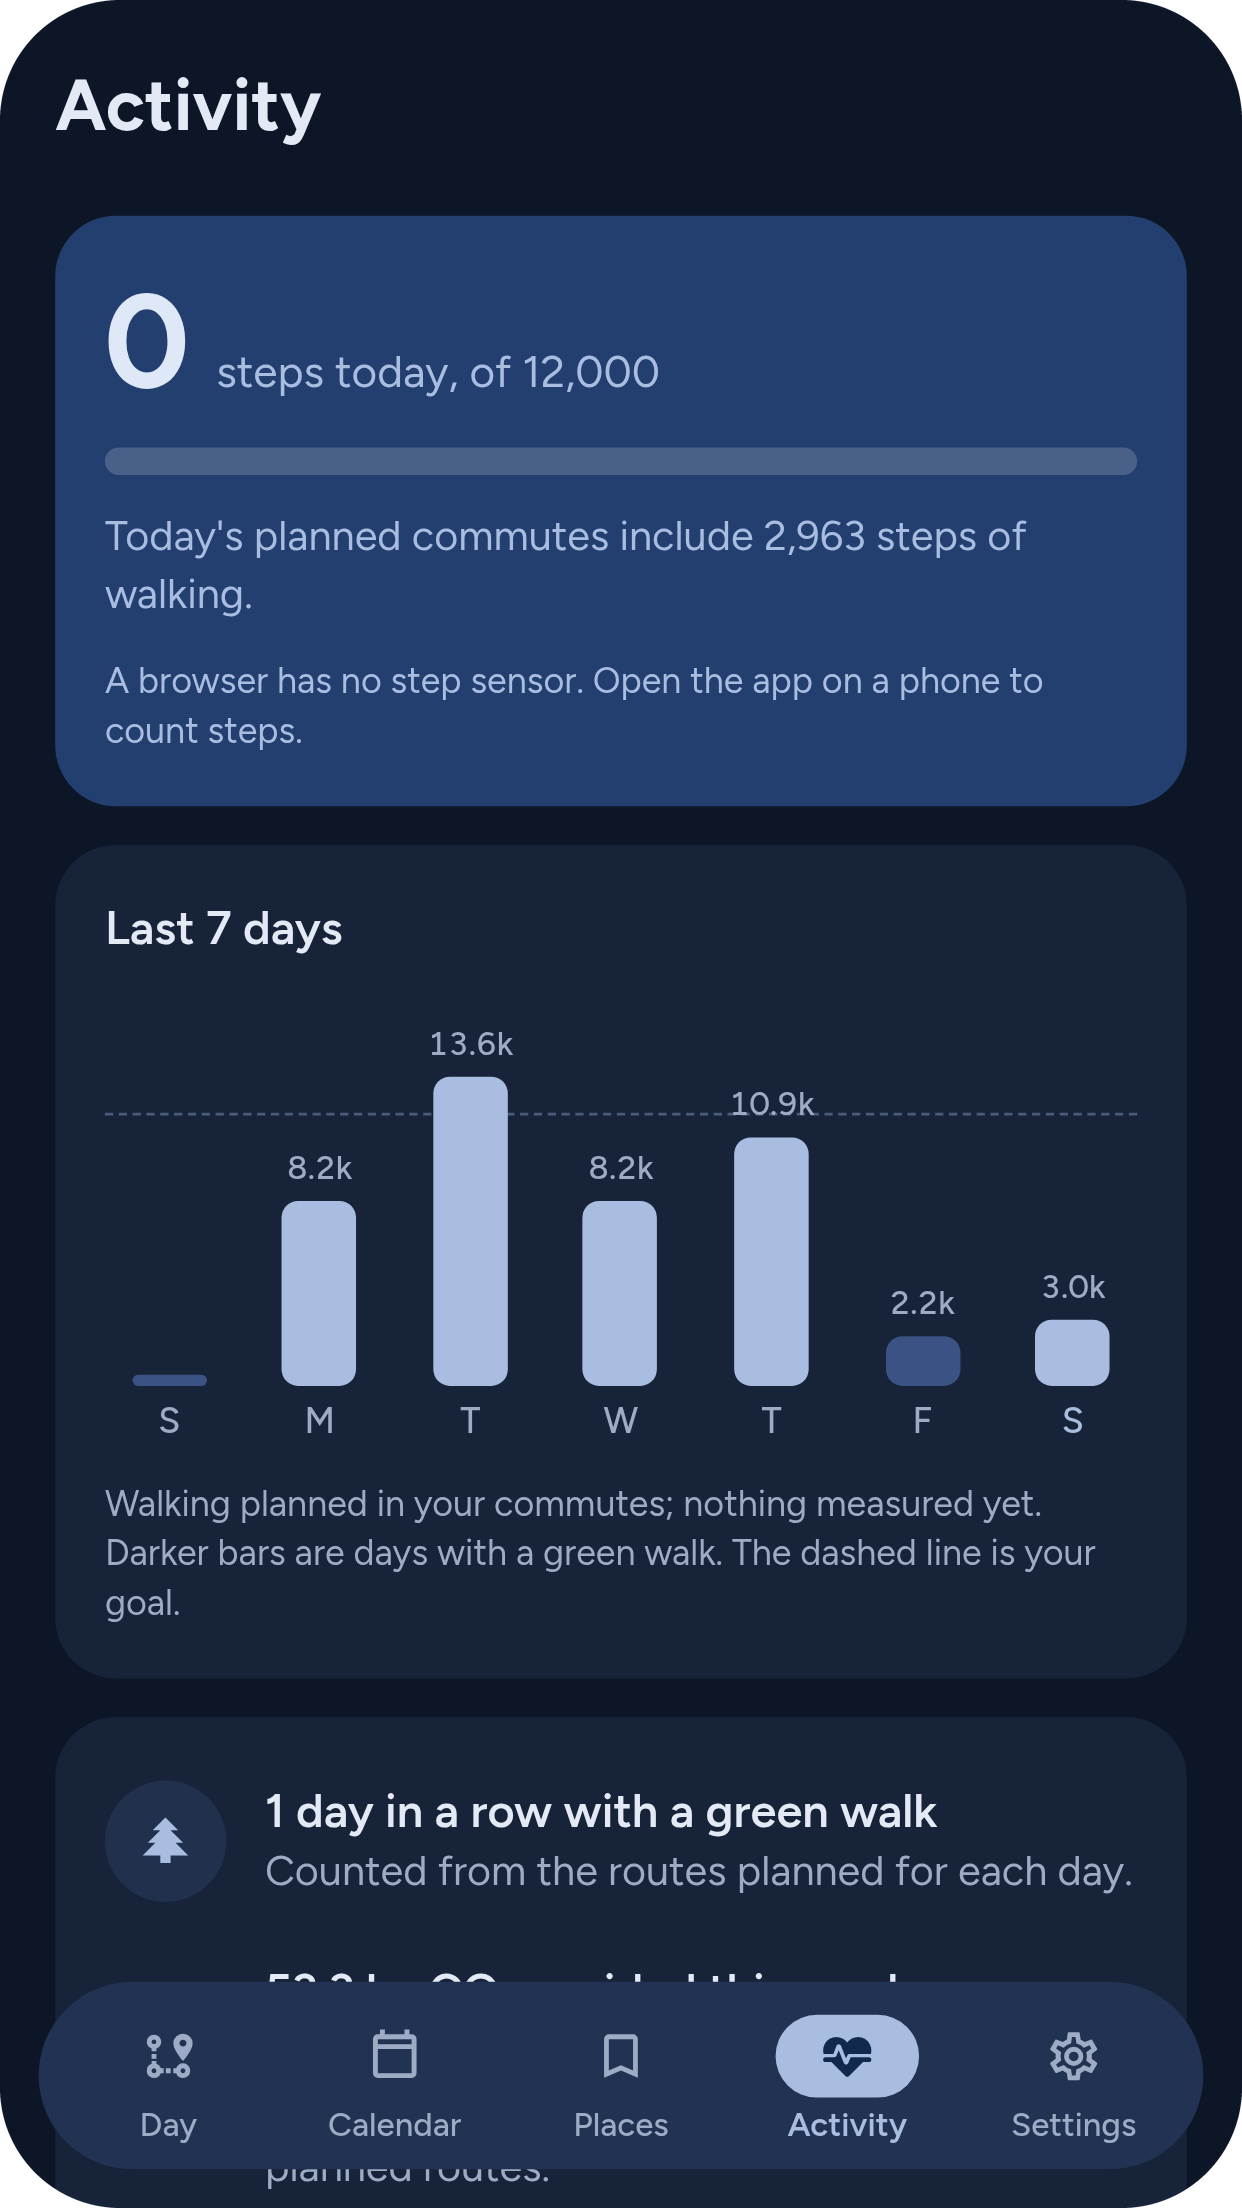 Activity
0 steps today, of 12,000
Today's planned commutes include 2,963 steps of
walking.
A browser has no step sensor. Open the app on a phone to
count steps.
Last 7 days
13.6k
10.9k
8.2k
8.2k
3.0k
2.2k
S M T W T F S
Walking planned in your commutes; nothing measured yet.
Darker bars are days with a green walk. The dashed line is your
goal.
1 day in a row with a green walk
Counted from the routes planned for each day.
Day Calendar Places Activity Settings
planned routes.